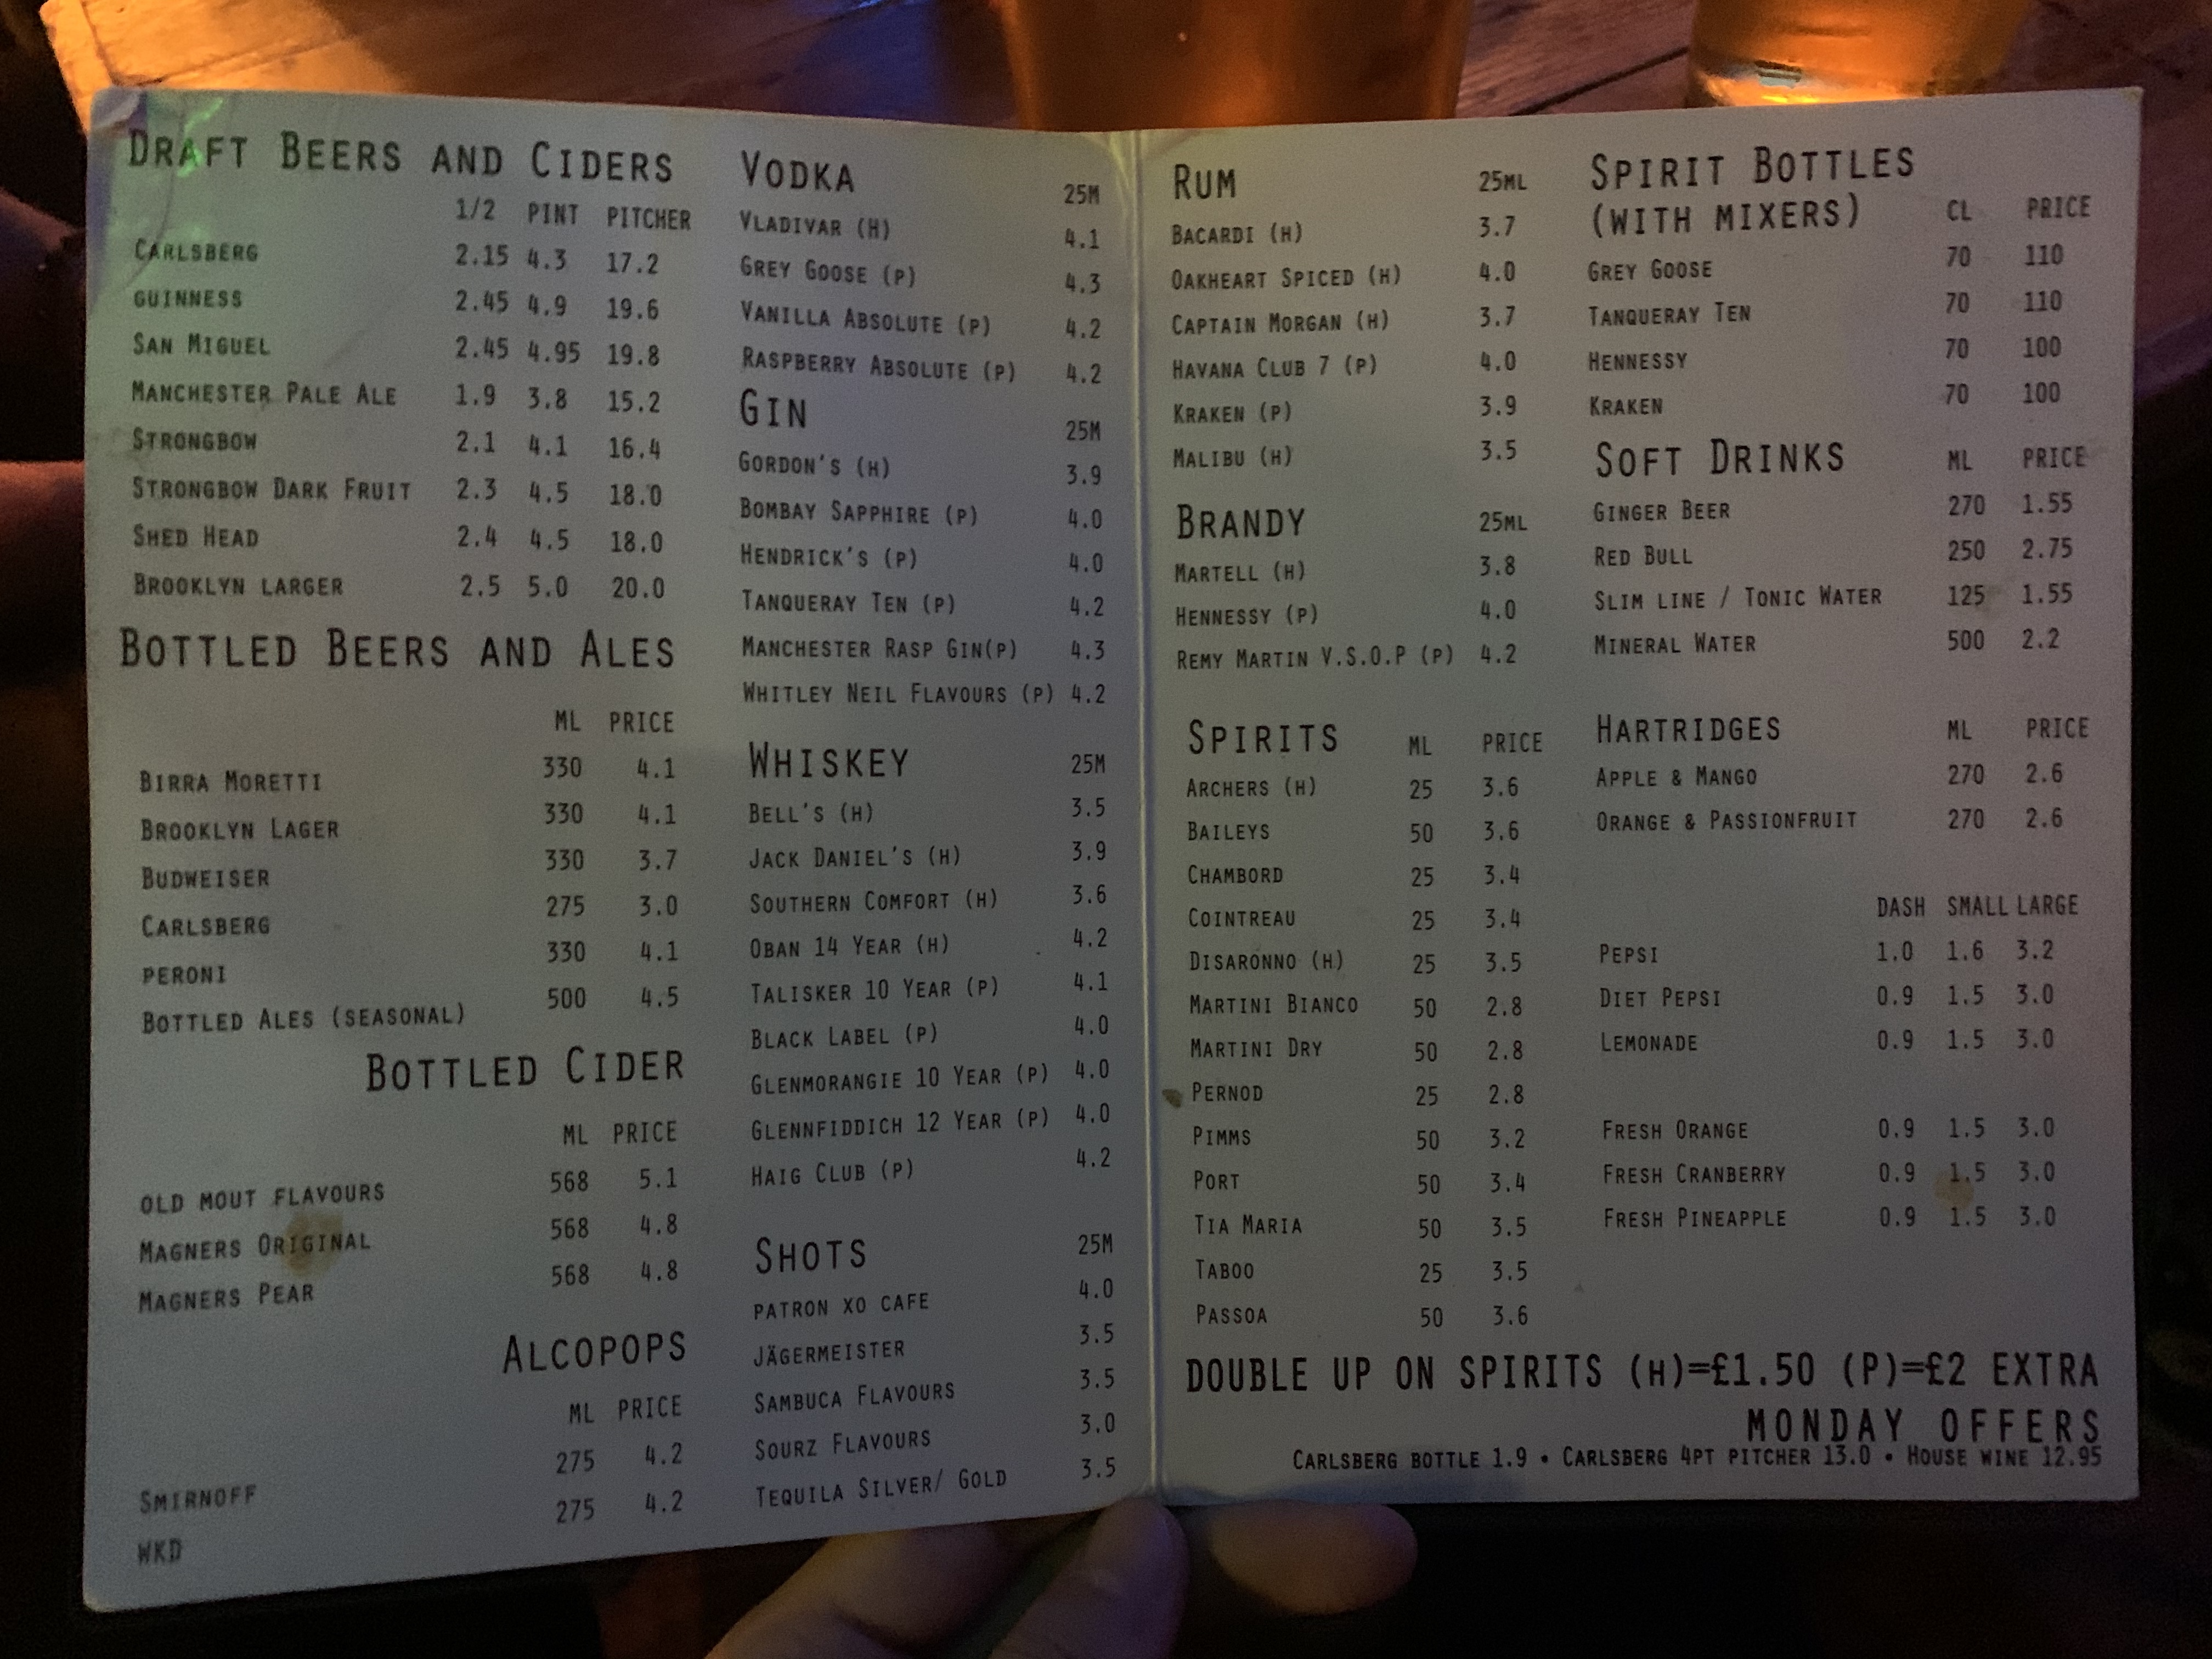 DRAFT BEERS AND CIDERS
1/2 PINT PITCHER
CARLSBERG 2.15 4.3 17.2
GUINNESS 2.45 4.9 19.6
SAN MIGUEL 2.45 4.95 19.8
MANCHESTER PALE ALE 1.9 3.8 15.2
STRONGBOW 2.1 4.1 16.4
STRONGBOW DARK FRUIT 2.3 4.5 18.0
SHED HEAD 2.4 4.5 18.0
BROOKLYN LARGER 2.5 5.0 20.0
BOTTLED BEERS AND ALES
ML PRICE
BIRRA MORETTI 330 4.1
BROOKLYN LAGER 330 4.1
BUDWEISER 330 3.7
CARLSBERG 275 3.0
PERONI 330 4.1
BOTTLED ALES (SEASONAL) 500 4.5
BOTTLED CIDER
ML PRICE
OLD MOUT FLAVOURS 568 5.1
MAGNERS ORIGINAL 568 4.8
MAGNERS PEAR 568 4.8
ALCOPOPS
ML PRICE
SMIRNOFF 275 4.2
WKD 275 4.2
VODKA 25M
VLADIVAR (H) 4.1
GREY GOOSE (P) 4.3
VANILLA ABSOLUTE (P) 4.2
RASPBERRY ABSOLUTE (P) 4.2
GIN 25M
GORDON'S (H) 3.9
BOMBAY SAPPHIRE (P) 4.0
HENDRICK'S (P) 4.0
TANQUERAY TEN (P) 4.2
MANCHESTER RASP GIN(P) 4.3
WHITLEY NEIL FLAVOURS (P) 4.2
WHISKEY 25M
BELL'S (H) 3.5
JACK DANIEL'S (H) 3.9
SOUTHERN COMFORT (H) 3.6
OBAN 14 YEAR (H) 4.2
TALISKER 10 YEAR (P) 4.1
BLACK LABEL (P) 4.0
GLENMORANGIE 10 YEAR (P) 4.0
GLENNFIDDICH 12 YEAR (P) 4.0
HAIG CLUB (P) 4.2
SHOTS 25M
PATRON XO CAFE 4.0
JÄGERMEISTER 3.5
SAMBUCA FLAVOURS 3.5
SOURZ FLAVOURS 3.0
TEQUILA SILVER/ GOLD 3.5
RUM 25ML
BACARDI (H) 3.7
OAKHEART SPICED (H) 4.0
CAPTAIN MORGAN (H) 3.7
HAVANA CLUB 7 (P) 4.0
KRAKEN (P) 3.9
MALIBU (H) 3.5
BRANDY 25ML
MARTELL (H) 3.8
HENNESSY (P) 4.0
REMY MARTIN V.S.O.P (P) 4.2
SPIRITS ML PRICE
ARCHERS (H) 25 3.6
BAILEYS 50 3.6
CHAMBORD 25 3.4
COINTREAU 25 3.4
DISARONNO (H) 25 3.5
MARTINI BIANCO 50 2.8
MARTINI DRY 50 2.8
PERNOD 25 2.8
PIMMS 50 3.2
PORT 50 3.4
TIA MARIA 50 3.5
TABOO 25 3.5
PASSOA 50 3.6
SPIRIT BOTTLES
(WITH MIXERS) CL PRICE
GREY GOOSE 70 110
TANQUERAY TEN 70 110
HENNESSY 70 100
KRAKEN 70 100
SOFT DRINKS ML PRICE
GINGER BEER 270 1.55
RED BULL 250 2.75
SLIM LINE / TONIC WATER 125 1.55
MINERAL WATER 500 2.2
HARTRIDGES ML PRICE
APPLE & MANGO 270 2.6
ORANGE & PASSIONFRUIT 270 2.6
DASH SMALL LARGE
PEPSI 1.0 1.6 3.2
DIET PEPSI 0.9 1.5 3.0
LEMONADE 0.9 1.5 3.0
FRESH ORANGE 0.9 1.5 3.0
FRESH CRANBERRY 0.9 1.5 3.0
FRESH PINEAPPLE 0.9 1.5 3.0
DOUBLE UP ON SPIRITS (H)=£1.50 (P)=£2 EXTRA
MONDAY OFFERS
CARLSBERG BOTTLE 1.9 • CARLSBERG 4PT PITCHER 13.0 • HOUSE WINE 12.95